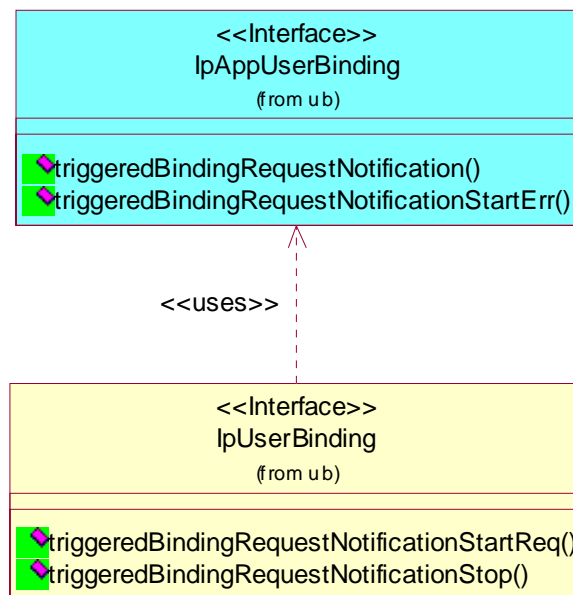 <<Interface>>
IpAppUserBinding
(from ub)
triggeredBindingRequestNotification()
triggeredBindingRequestNotificationStartErr()
<<uses>>
<<Interface>>
IpUserBinding
(from ub)
triggeredBindingRequestNotificationStartReq()
triggeredBindingRequestNotificationStop()